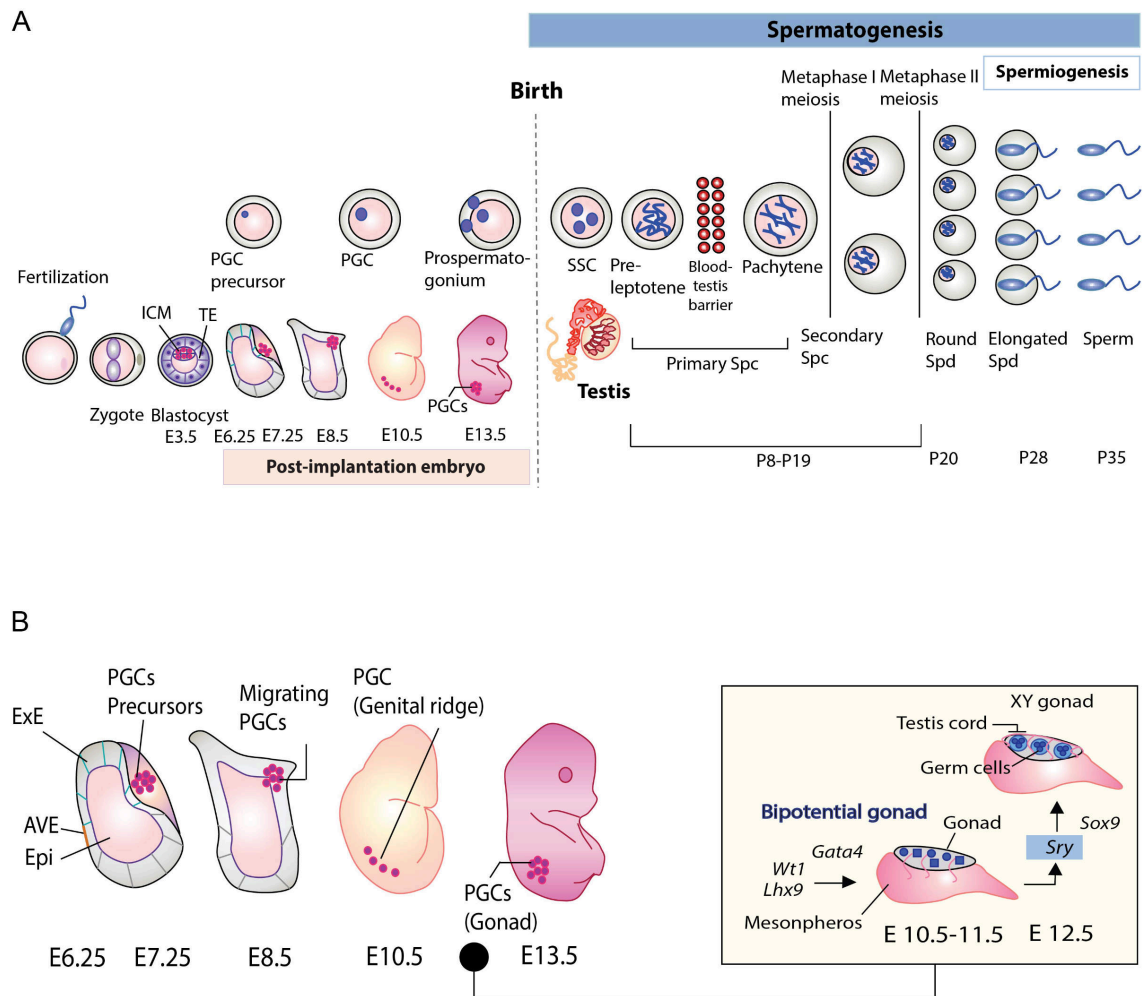 A
Spermatogenesis
Metaphase I
meiosis
Metaphase II
meiosis
Spermiogenesis
Birth
PGC
precursor
PGC
Prospermato-
gonium
SSC
Pre-
leptotene
Blood-
testis
barrier
Pachytene
Fertilization
ICM
TE
Secondary
Spc
Round
Spd
Elongated
Spd
Sperm
Primary Spc
Testis
PGCs
Zygote
Blastocyst
E3.5
E6.25
E7.25
E8.5
E10.5
E13.5
Post-implantation embryo
P8-P19
P20
P28
P35
B
PGCs
Precursors
ExE
Migrating
PGCs
PGC
(Genital ridge)
AVE
Epi
PGCs
(Gonad)
E6.25
E7.25
E8.5
E10.5
E13.5
XY gonad
Testis cord
Germ cells
Bipotential gonad
Gonad
Sox9
Sry
Gata4
Wt1
Lhx9
Mesonpheros
E 10.5-11.5
E 12.5